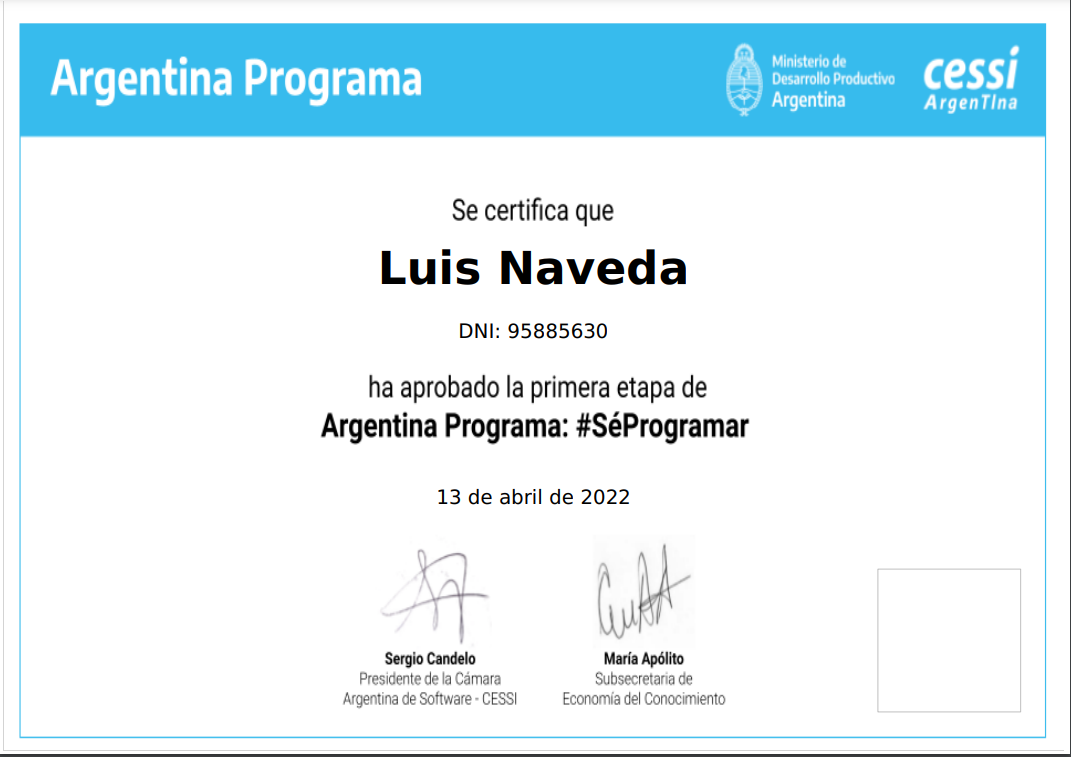 Argentina Programa
Ministerio de
Desarrollo Productivo
Argentina
cessi
ArgenTIna
Se certifica que
Luis Naveda
DNI: 95885630
ha aprobado la primera etapa de
Argentina Programa: #SéProgramar
13 de abril de 2022
Sergio Candelo
Presidente de la Cámara
Argentina de Software - CESSI
María Apólito
Subsecretaria de
Economía del Conocimiento